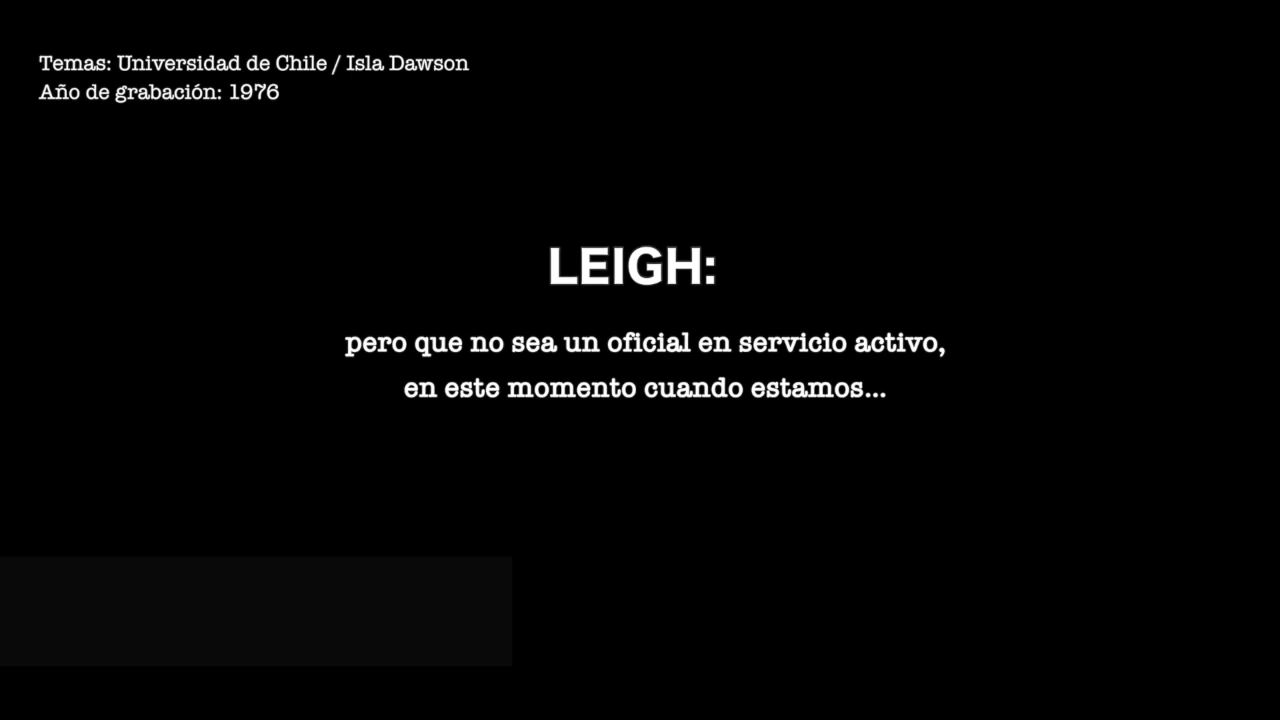 Temas: Universidad de Chile / Isla Dawson
Año de grabación: 1976
LEIGH:
pero que no sea un oficial en servicio activo,
en este momento cuando estamos...